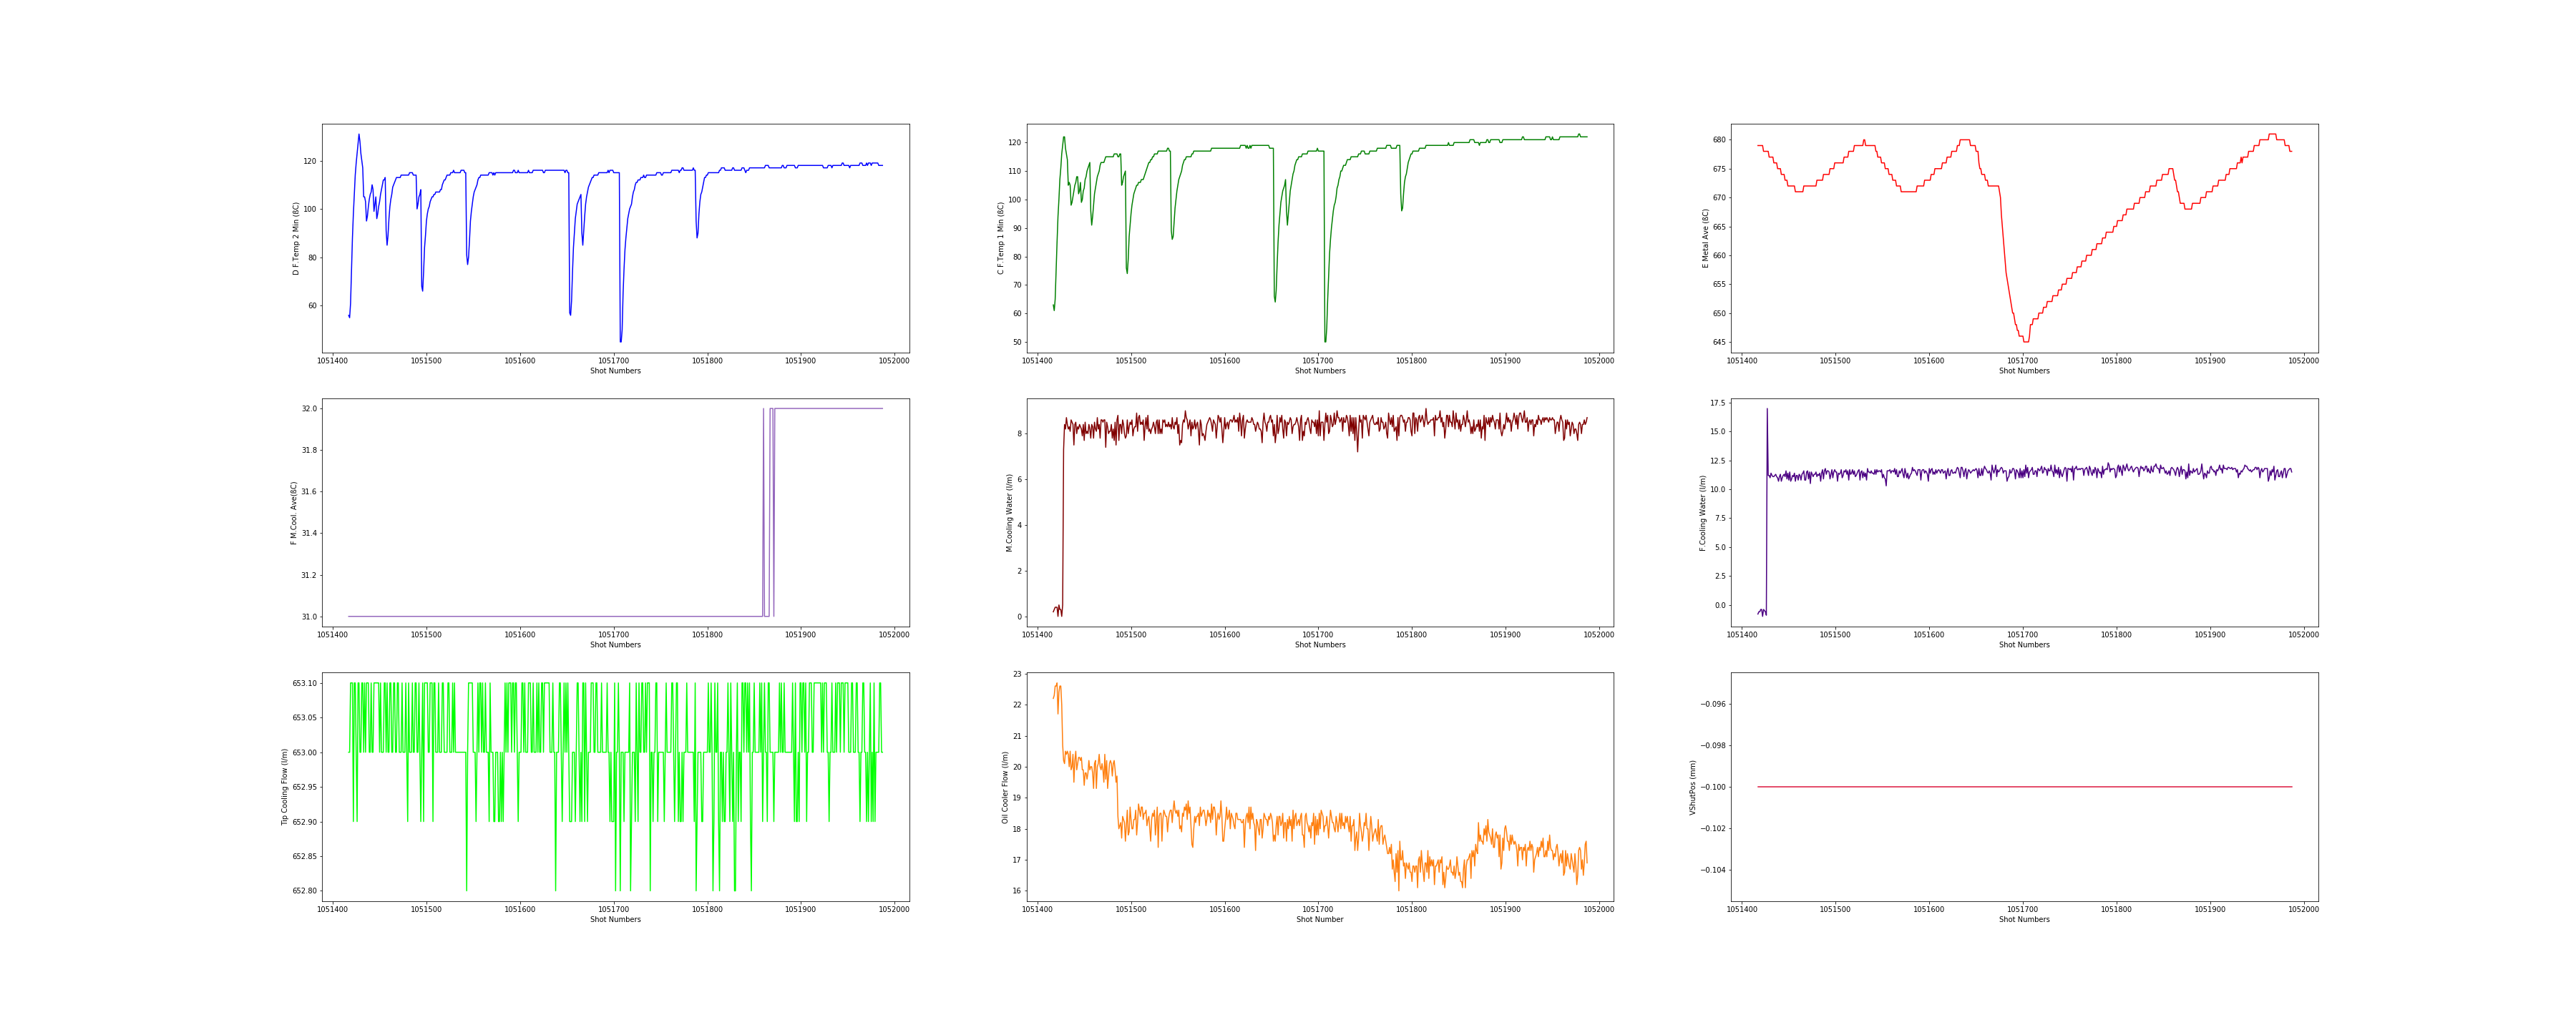 D F.Temp 2 Min (ßC)
120
100
80
60
1051400 1051500 1051600 1051700 1051800 1051900 1052000
Shot Numbers
C F.Temp 1 Min (ßC)
120
110
100
90
80
70
60
50
1051400 1051500 1051600 1051700 1051800 1051900 1052000
Shot Numbers
E Metal Ave (ßC)
680
675
670
665
660
655
650
645
1051400 1051500 1051600 1051700 1051800 1051900 1052000
Shot Numbers
F M.Cool. Ave(ßC)
32.0
31.8
31.6
31.4
31.2
31.0
1051400 1051500 1051600 1051700 1051800 1051900 1052000
Shot Numbers
M.Cooling Water (l/m)
8
6
4
2
0
1051400 1051500 1051600 1051700 1051800 1051900 1052000
Shot Numbers
F.Cooling Water (l/m)
17.5
15.0
12.5
10.0
7.5
5.0
2.5
0.0
1051400 1051500 1051600 1051700 1051800 1051900 1052000
Shot Numbers
Tip Cooling Flow (l/m)
653.10
653.05
653.00
652.95
652.90
652.85
652.80
1051400 1051500 1051600 1051700 1051800 1051900 1052000
Shot Numbers
Oil Cooler Flow (l/m)
23
22
21
20
19
18
17
16
1051400 1051500 1051600 1051700 1051800 1051900 1052000
Shot Number
VShutPos (mm)
−0.096
−0.098
−0.100
−0.102
−0.104
1051400 1051500 1051600 1051700 1051800 1051900 1052000
Shot Numbers